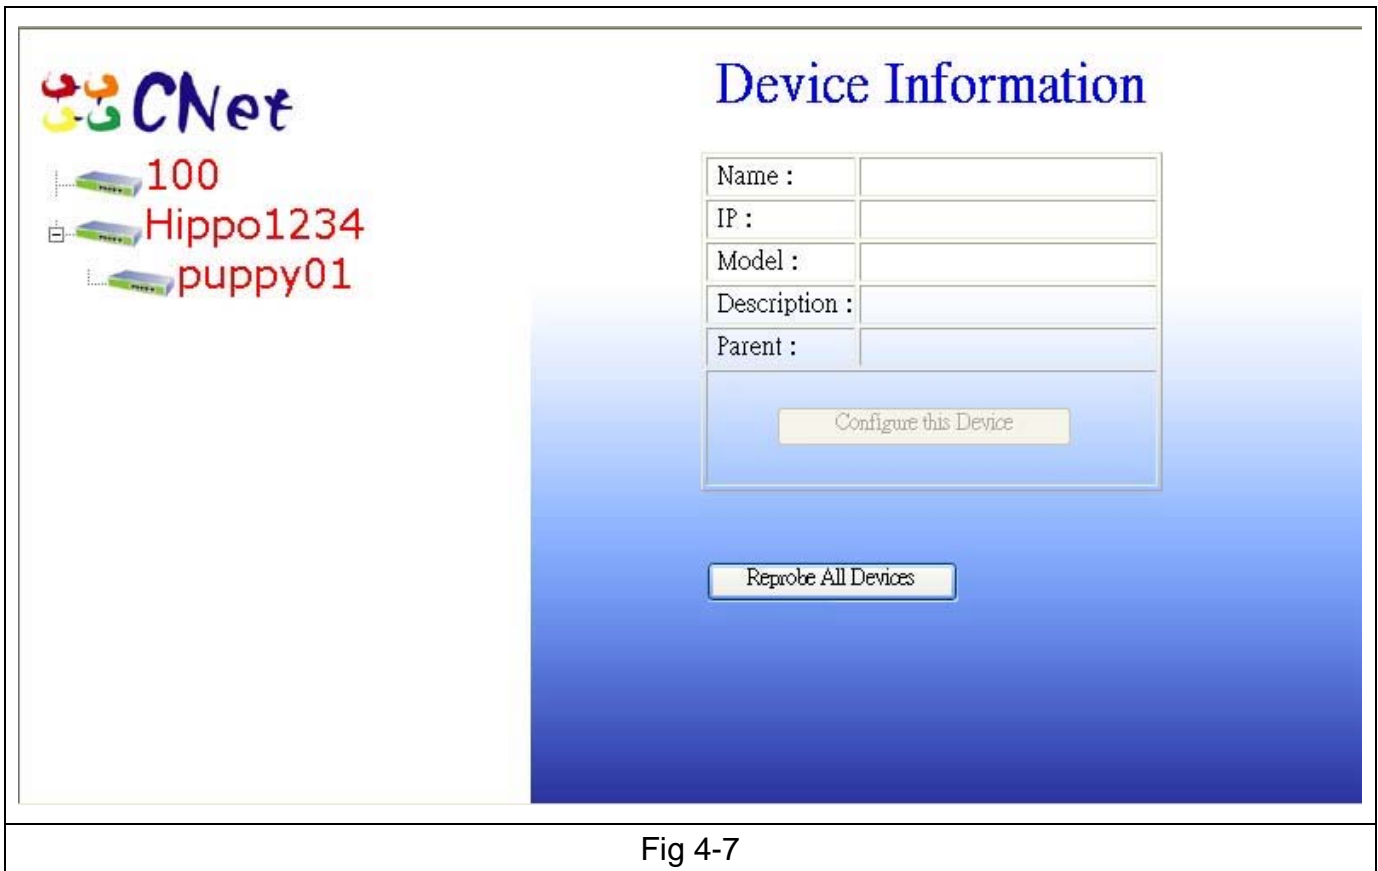 CNet
100
Hippo1234
puppy01
Device Information
Name :
IP :
Model :
Description :
Parent :
Configure this Device
Reprobe All Devices
Fig 4-7